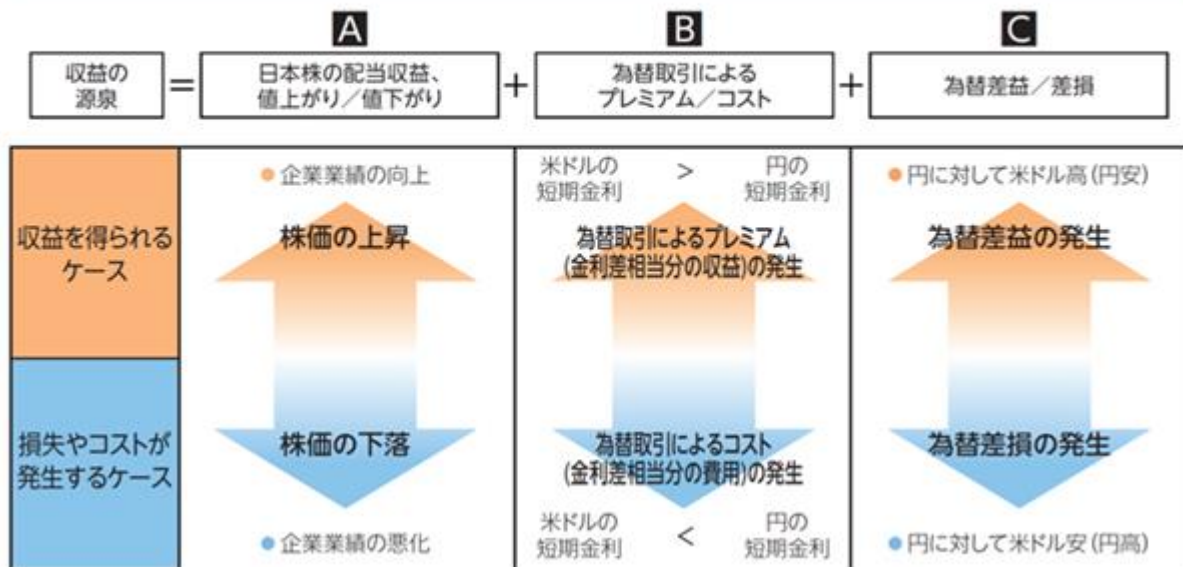 A
B
C
収益の
源泉
=
日本株の配当収益、
値上がり／値下がり
+
為替取引による
プレミアム／コスト
+
為替差益／差損
収益を得られる
ケース
●企業業績の向上
株価の上昇
米ドルの
短期金利
>
円の
短期金利
為替取引によるプレミアム
(金利差相当分の収益)の発生
●円に対して米ドル高(円安)
為替差益の発生
損失やコストが
発生するケース
株価の下落
●企業業績の悪化
為替取引によるコスト
(金利差相当分の費用)の発生
米ドルの
短期金利
<
円の
短期金利
為替差損の発生
●円に対して米ドル安(円高)